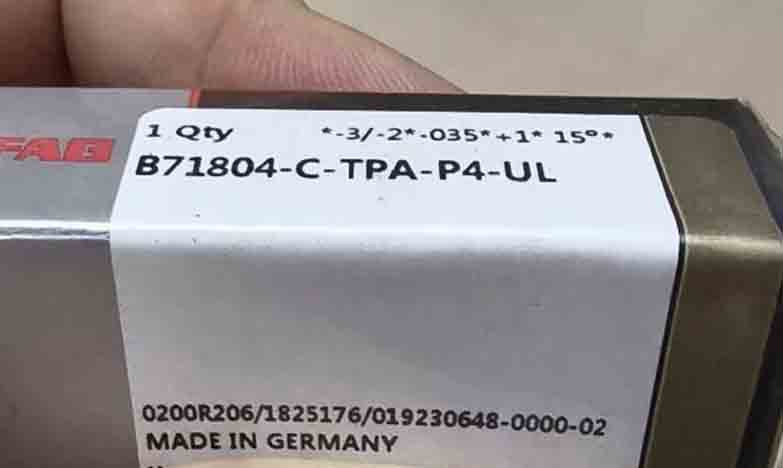 FAG
1 Qty *-3/-2*-035*+1* 15º*
B71804-C-TPA-P4-UL
0200R206/1825176/019230648-0000-02
MADE IN GERMANY